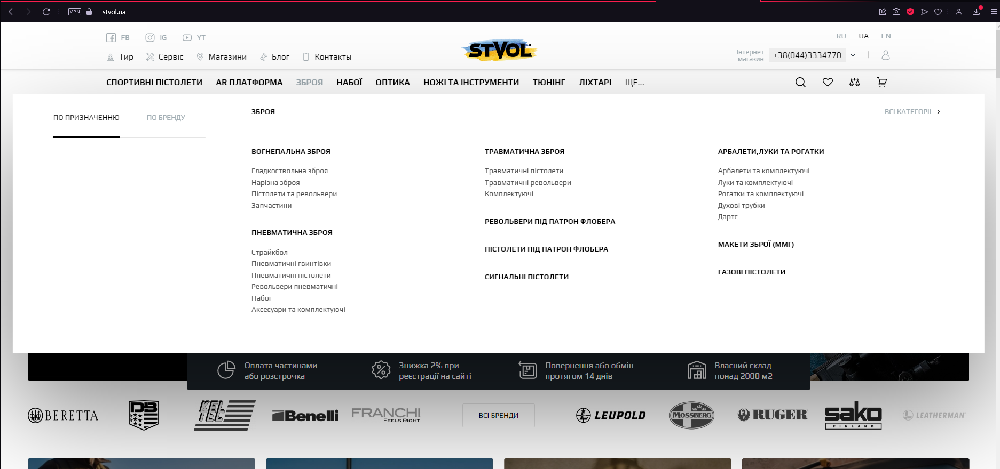 VPN
stvol.ua
FB
IG
YT
RU
UA
EN
Тир
Сервіс
Магазини
Блог
Контакты
STVOL
Інтернет
магазин
+38(044)3334770
СПОРТИВНІ ПІСТОЛЕТИ
AR ПЛАТФОРМА
ЗБРОЯ
НАБОЇ
ОПТИКА
НОЖІ ТА ІНСТРУМЕНТИ
ТЮНІНГ
ЛІХТАРІ
ЩЕ...
ПО ПРИЗНАЧЕННЮ
ПО БРЕНДУ
ЗБРОЯ
ВСІ КАТЕГОРІЇ
ВОГНЕПАЛЬНА ЗБРОЯ
Гладкоствольна зброя
Нарізна зброя
Пістолети та револьвери
Запчастини
ПНЕВМАТИЧНА ЗБРОЯ
Страйкбол
Пневматичні гвинтівки
Пневматичні пістолети
Револьвери пневматичні
Набої
Аксесуари та комплектуючі
ТРАВМАТИЧНА ЗБРОЯ
Травматичні пістолети
Травматичні револьвери
Комплектуючі
РЕВОЛЬВЕРИ ПІД ПАТРОН ФЛОБЕРА
ПІСТОЛЕТИ ПІД ПАТРОН ФЛОБЕРА
СИГНАЛЬНІ ПІСТОЛЕТИ
АРБАЛЕТИ,ЛУКИ ТА РОГАТКИ
Арбалети та комплектуючі
Луки та комплектуючі
Рогатки та комплектуючі
Духові трубки
Дартс
МАКЕТИ ЗБРОЇ (ММГ)
ГАЗОВІ ПІСТОЛЕТИ
Оплата частинами
або розстрочка
Знижка 2% при
реєстрації на сайті
Повернення або обмін
протягом 14 днів
Власний склад
понад 2000 м2
BERETTA
DB
KEL TEC
Benelli
FRANCHI
FEELS RIGHT
ВСІ БРЕНДИ
LEUPOLD
MOSSBERG
RUGER
sako
FINLAND
LEATHERMAN